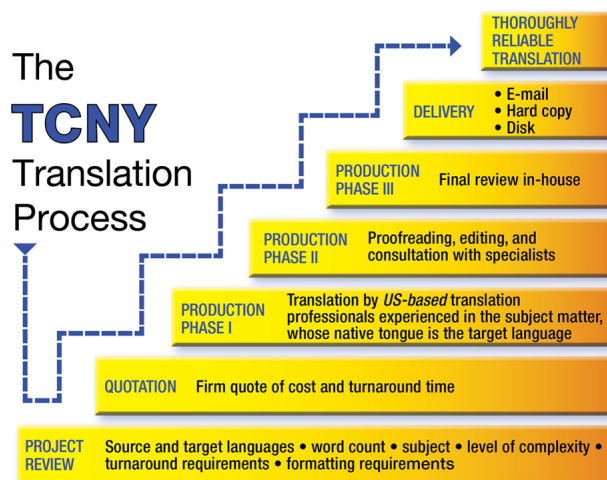 The
TCNY
Translation
Process
THOROUGHLY
RELIABLE
TRANSLATION
DELIVERY
• E-mail
• Hard copy
• Disk
PRODUCTION
PHASE III
Final review in-house
PRODUCTION
PHASE II
Proofreading, editing, and
consultation with specialists
PRODUCTION
PHASE I
Translation by US-based translation
professionals experienced in the subject matter,
whose native tongue is the target language
QUOTATION
Firm quote of cost and turnaround time
PROJECT
REVIEW
Source and target languages • word count • subject • level of complexity •
turnaround requirements • formatting requirements